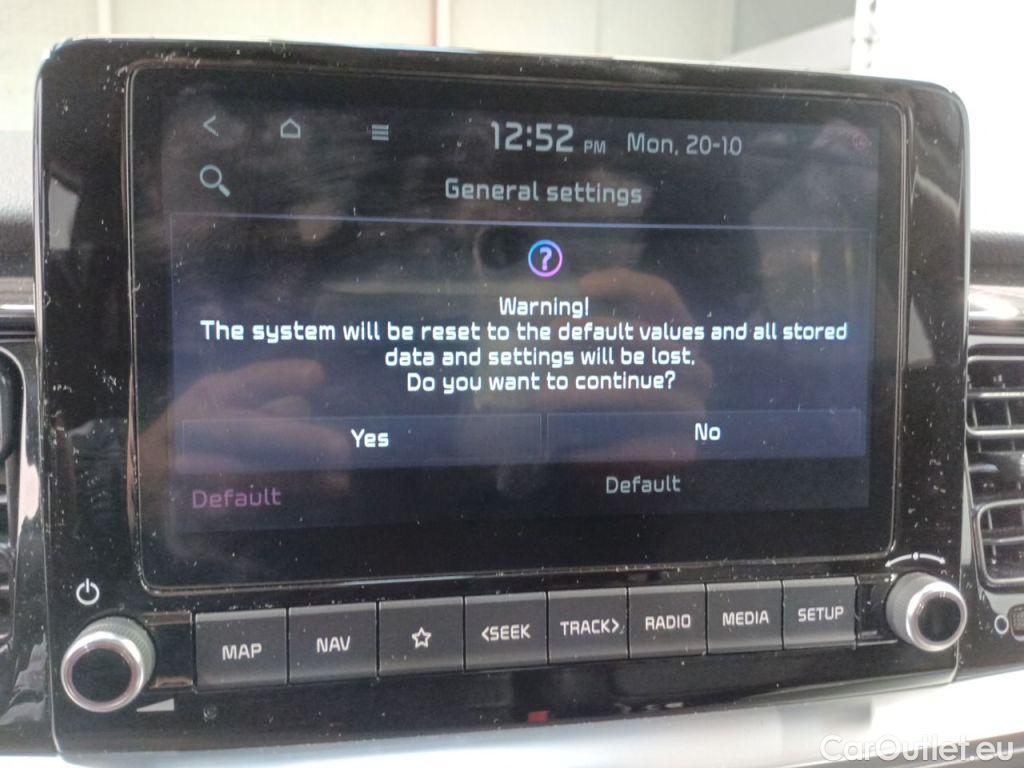 12:52 PM Mon, 20-10
General settings
?
Warning!
The system will be reset to the default values and all stored
data and settings will be lost.
Do you want to continue?
Yes No
Default Default
MAP NAV <SEEK TRACK> RADIO MEDIA SETUP
CarOutlet.eu